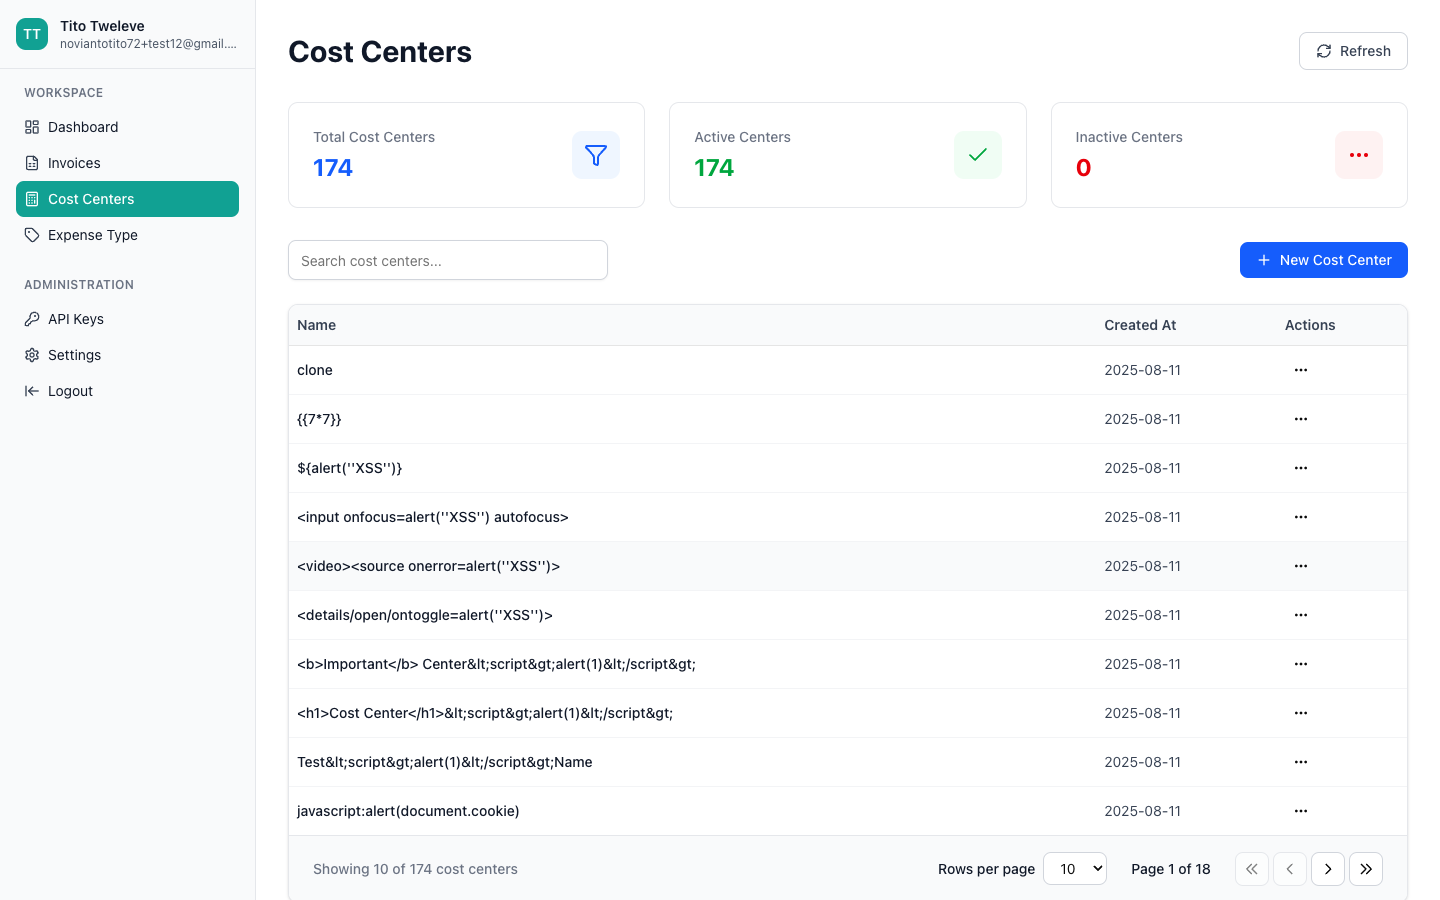 TT
Tito Tweleve
noviantotito72+test12@gmail....
WORKSPACE
Dashboard
Invoices
Cost Centers
Expense Type
ADMINISTRATION
API Keys
Settings
Logout
Cost Centers
Refresh
Total Cost Centers
174
Active Centers
174
Inactive Centers
0
Search cost centers...
New Cost Center
Name Created At Actions
clone 2025-08-11
{{7*7}} 2025-08-11
${alert(''XSS'')} 2025-08-11
<input onfocus=alert(''XSS'') autofocus> 2025-08-11
<video><source onerror=alert(''XSS'')> 2025-08-11
<details/open/ontoggle=alert(''XSS'')> 2025-08-11
<b>Important</b> Center&lt;script&gt;alert(1)&lt;/script&gt; 2025-08-11
<h1>Cost Center</h1>&lt;script&gt;alert(1)&lt;/script&gt; 2025-08-11
Test&lt;script&gt;alert(1)&lt;/script&gt;Name 2025-08-11
javascript:alert(document.cookie) 2025-08-11
Showing 10 of 174 cost centers Rows per page 10 Page 1 of 18